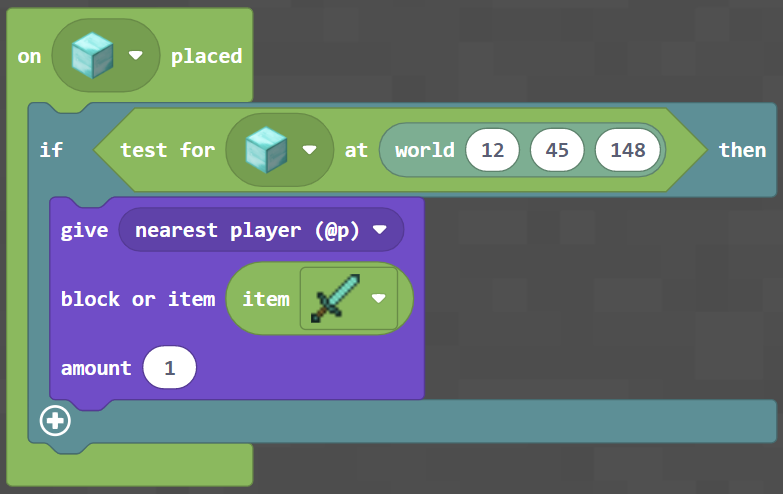 on placed
if test for at world 12 45 148 then
give nearest player (@p)
block or item item
amount 1